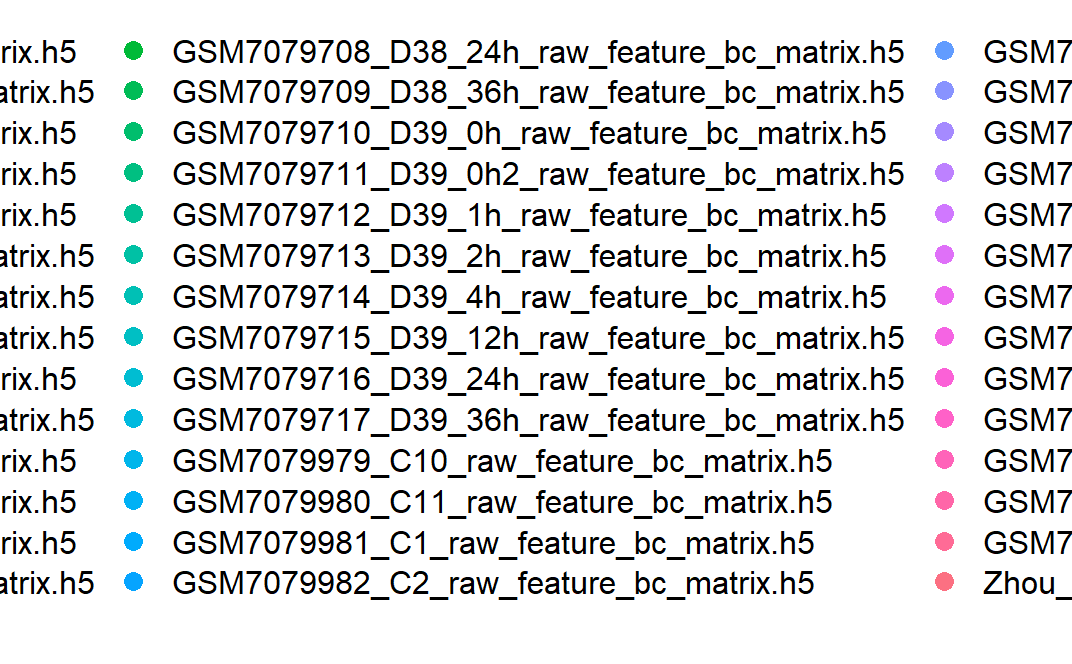 rix.h5 GSM7079708_D38_24h_raw_feature_bc_matrix.h5 GSM7
atrix.h5 GSM7079709_D38_36h_raw_feature_bc_matrix.h5 GSM7
rix.h5 GSM7079710_D39_0h_raw_feature_bc_matrix.h5 GSM7
rix.h5 GSM7079711_D39_0h2_raw_feature_bc_matrix.h5 GSM7
rix.h5 GSM7079712_D39_1h_raw_feature_bc_matrix.h5 GSM7
atrix.h5 GSM7079713_D39_2h_raw_feature_bc_matrix.h5 GSM7
atrix.h5 GSM7079714_D39_4h_raw_feature_bc_matrix.h5 GSM7
atrix.h5 GSM7079715_D39_12h_raw_feature_bc_matrix.h5 GSM7
rix.h5 GSM7079716_D39_24h_raw_feature_bc_matrix.h5 GSM7
atrix.h5 GSM7079717_D39_36h_raw_feature_bc_matrix.h5 GSM7
rix.h5 GSM7079979_C10_raw_feature_bc_matrix.h5 GSM7
rix.h5 GSM7079980_C11_raw_feature_bc_matrix.h5 GSM7
rix.h5 GSM7079981_C1_raw_feature_bc_matrix.h5 GSM7
atrix.h5 GSM7079982_C2_raw_feature_bc_matrix.h5 Zhou_